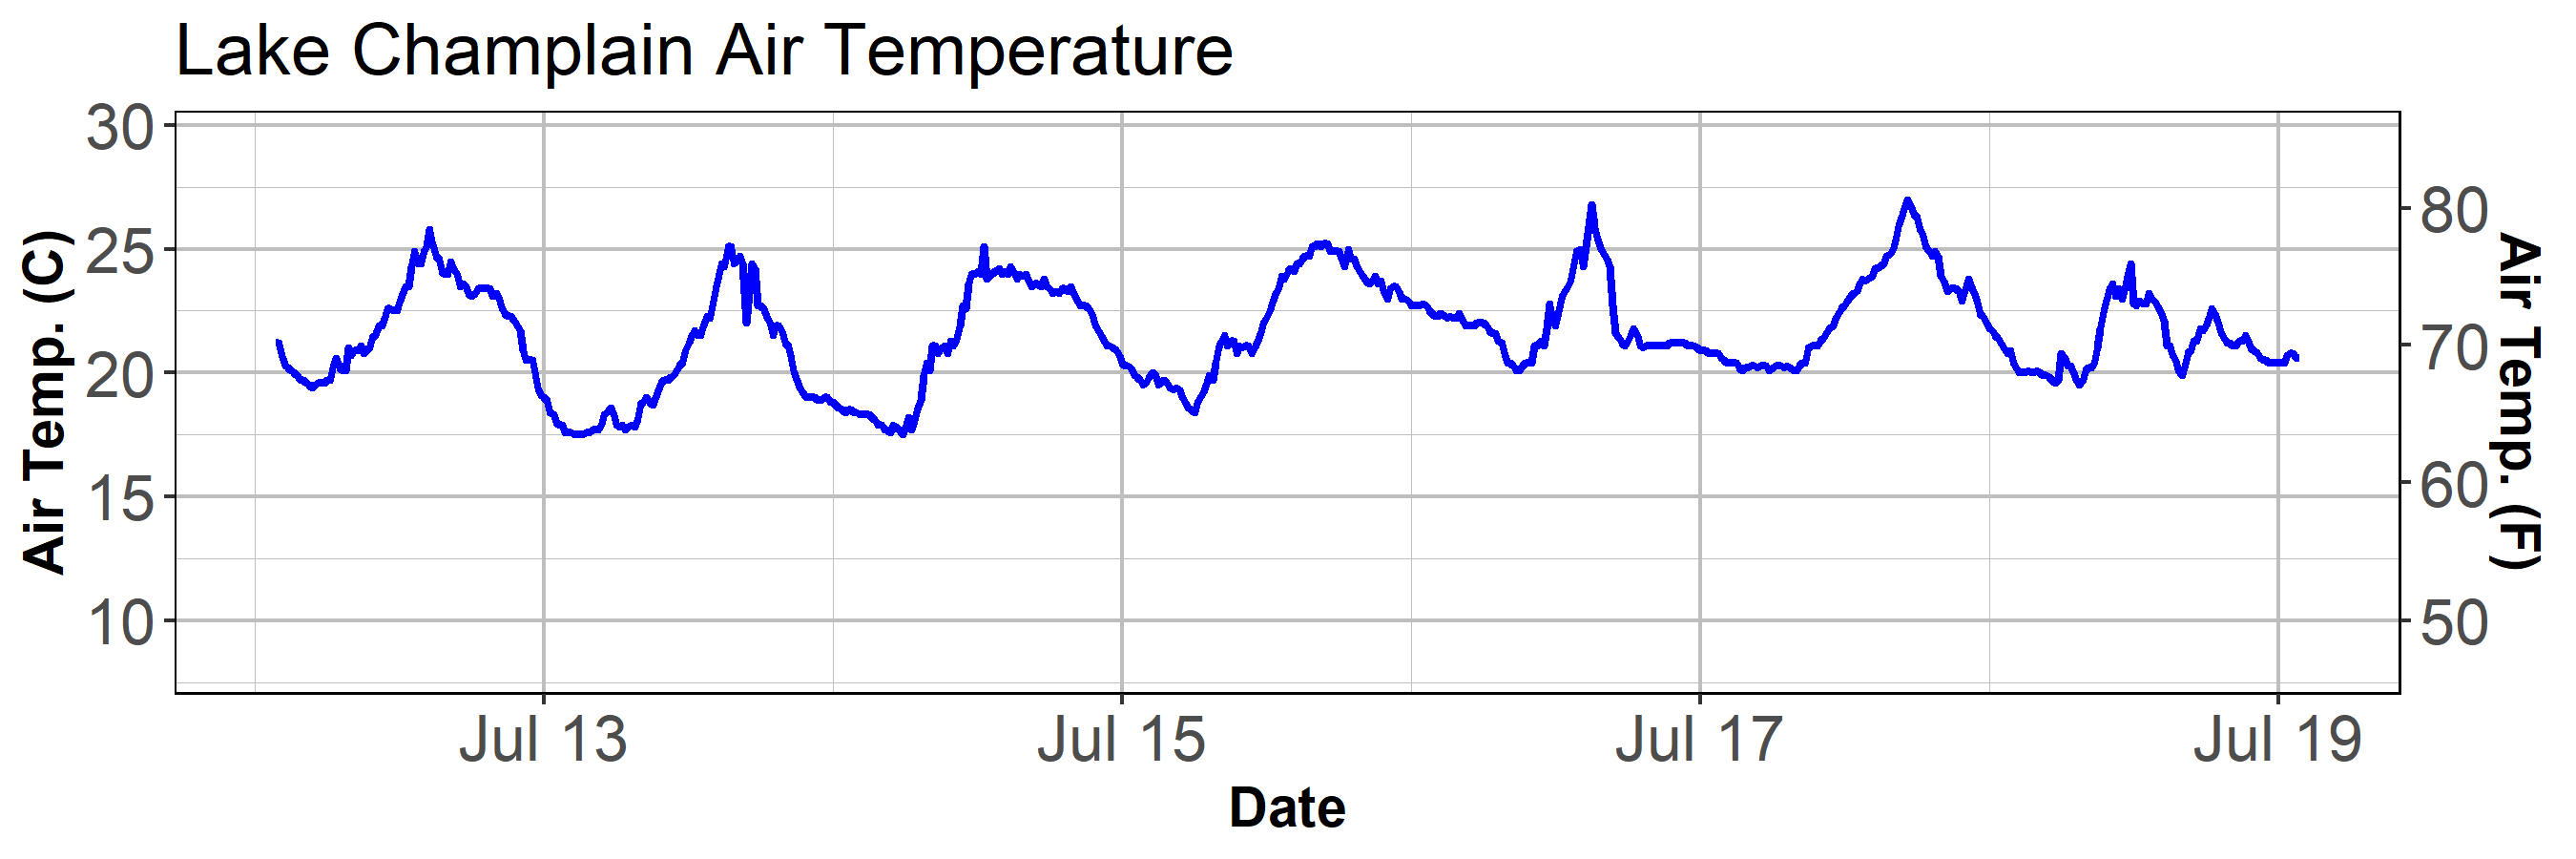 Lake Champlain Air Temperature
30
25
20
15
10
Air Temp. (C)
80
70
60
50
Air Temp. (F)
Jul 13 Jul 15 Jul 17 Jul 19
Date